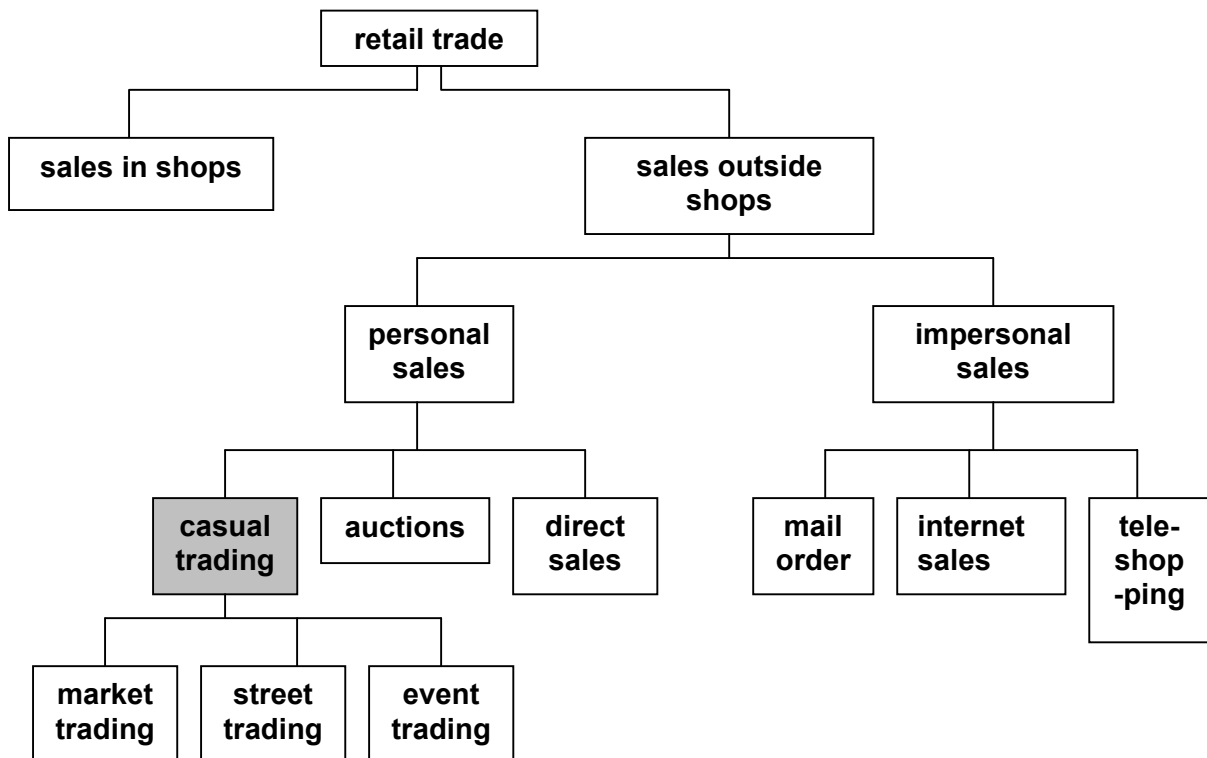 retail trade
sales in shops
sales outside
shops
personal
sales
impersonal
sales
casual
trading
auctions
direct
sales
mail
order
internet
sales
tele-
shop
-ping
market
trading
street
trading
event
trading